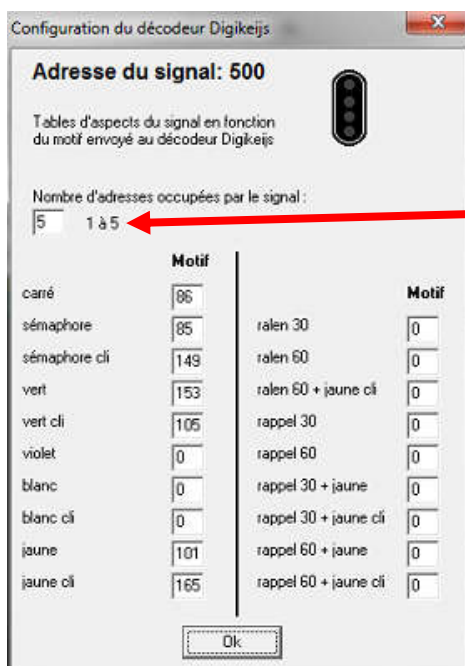 Configuration du décodeur Digikeijs
Adresse du signal: 500
Tables d'aspects du signal en fonction
du motif envoyé au décodeur Digikeijs
Nombre d'adresses occupées par le signal :
5 1 à 5
Motif
carré 86
sémaphore 85
sémaphore cli 149
vert 153
vert cli 105
violet 0
blanc 0
blanc cli 0
jaune 101
jaune cli 165
Motif
ralen 30 0
ralen 60 0
ralen 60 + jaune cli 0
rappel 30 0
rappel 60 0
rappel 30 + jaune 0
rappel 30 + jaune cli 0
rappel 60 + jaune 0
rappel 60 + jaune cli 0
Ok